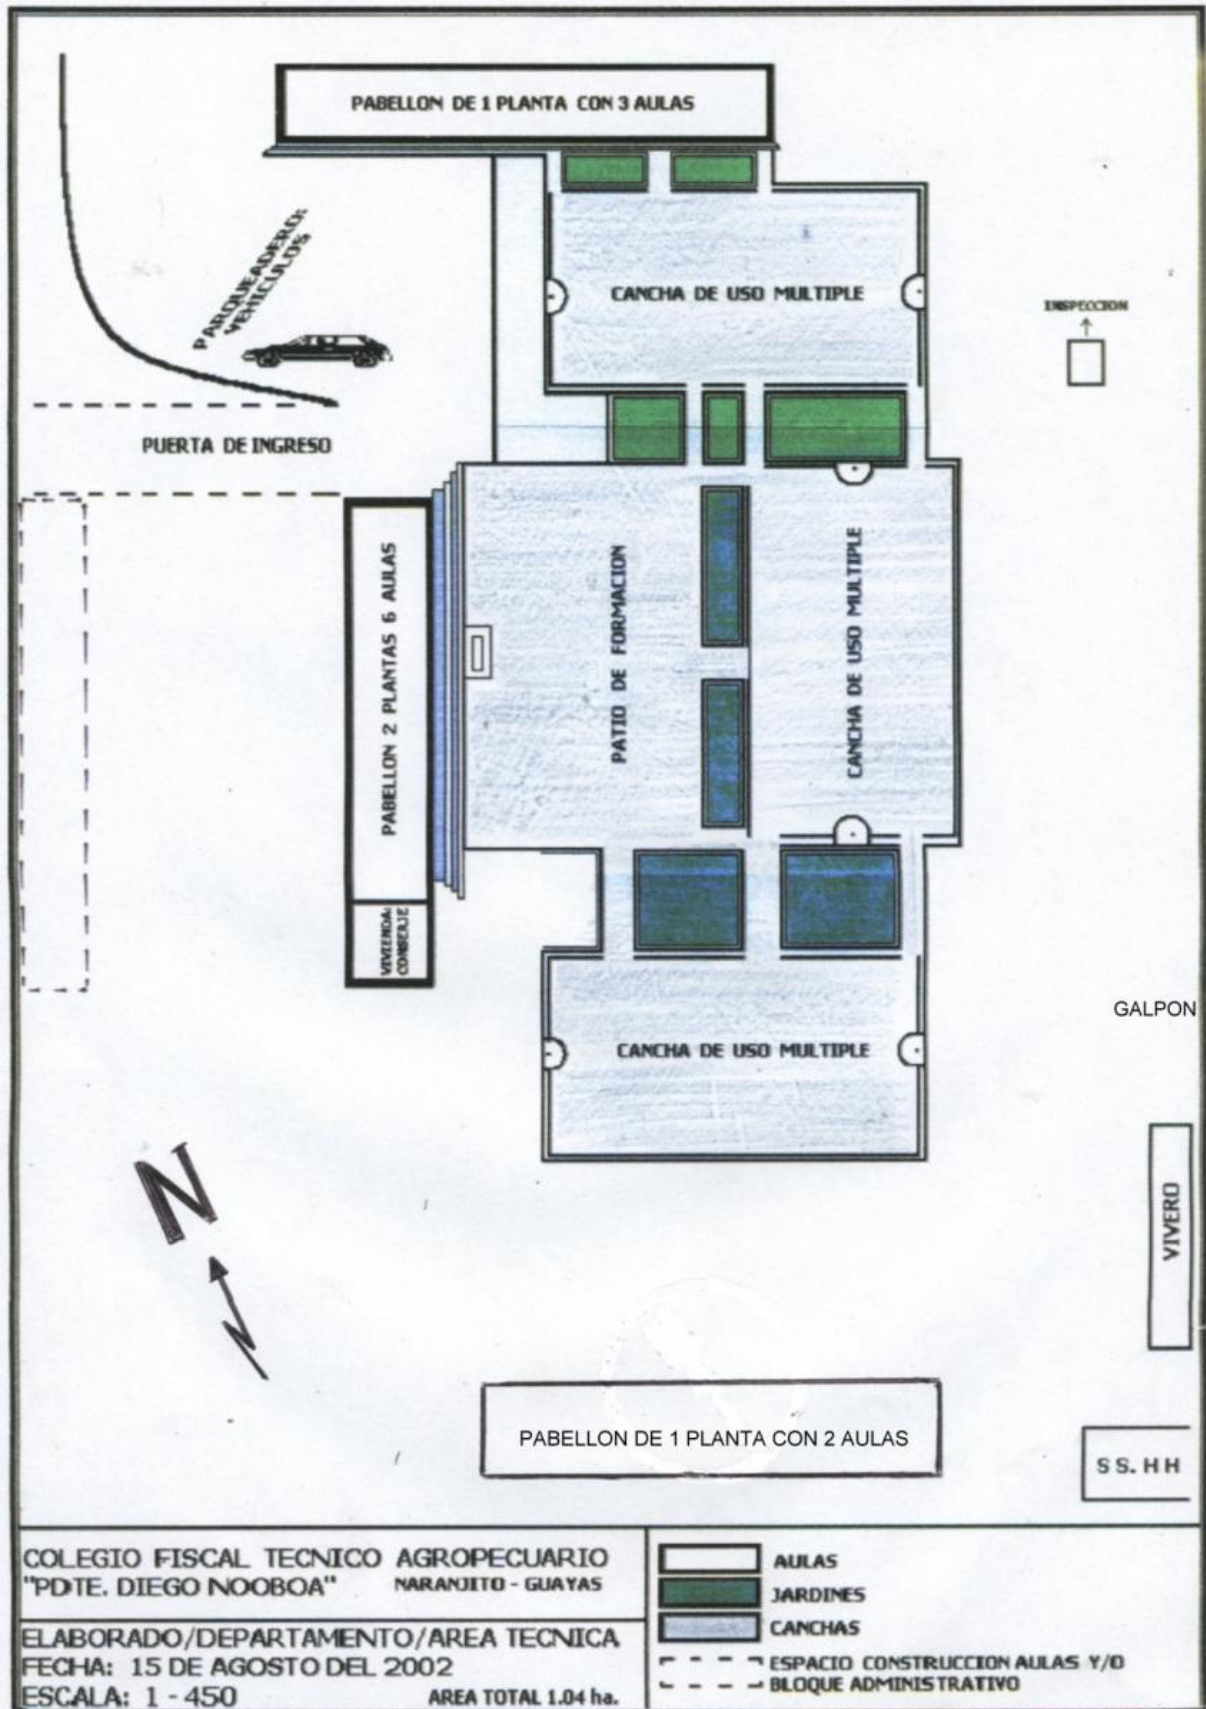 PABELLON DE 1 PLANTA CON 3 AULAS
PARQUEADERO:
VEHICULOS
CANCHA DE USO MULTIPLE
INSPECCION
PUERTA DE INGRESO
PABELLON 2 PLANTAS 6 AULAS
PATIO DE FORMACION
CANCHA DE USO MULTIPLE
VIVIENDA:
CONSERJE
GALPON
CANCHA DE USO MULTIPLE
VIVERO
N
PABELLON DE 1 PLANTA CON 2 AULAS
S S. H H
COLEGIO FISCAL TECNICO AGROPECUARIO
"PDTE. DIEGO NOOBOA" NARANJITO - GUAYAS
ELABORADO/DEPARTAMENTO/AREA TECNICA
FECHA: 15 DE AGOSTO DEL 2002
ESCALA: 1 - 450 AREA TOTAL 1.04 ha.
AULAS
JARDINES
CANCHAS
ESPACIO CONSTRUCCION AULAS Y/O
BLOQUE ADMINISTRATIVO